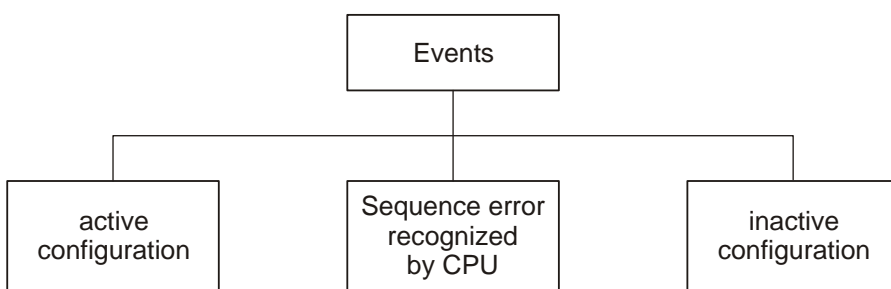 Events
active
configuration
Sequence error
recognized
by CPU
inactive
configuration